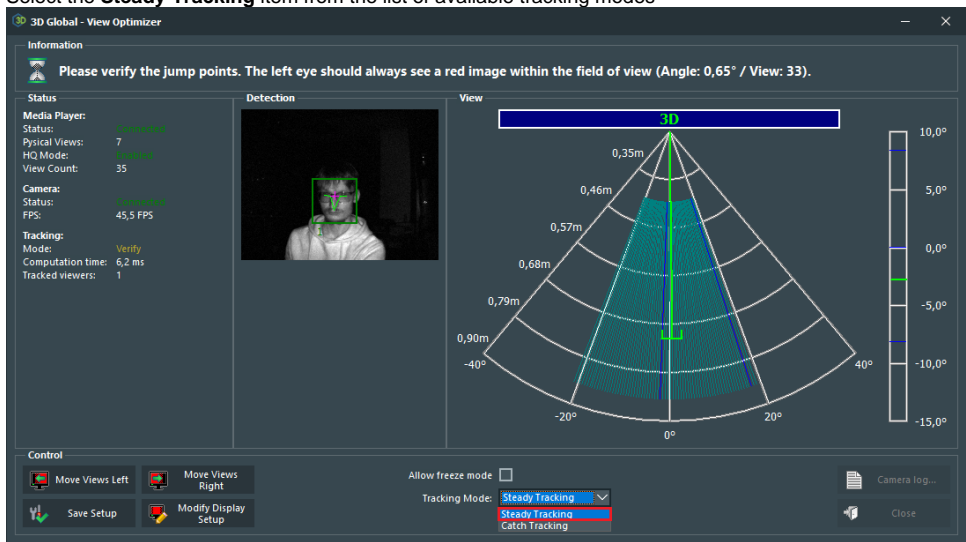 Select the Steady Tracking item from the list of available tracking modes
3D Global - View Optimizer
Information
Please verify the jump points. The left eye should always see a red image within the field of view (Angle: 0,65° / View: 33).
Status
Media Player:
Status: Connected
Pysical Views: 7
HQ Mode: Enabled
View Count: 35
Camera:
Status: Connected
FPS: 45,5 FPS
Tracking:
Mode: Verify
Computation time: 6,2 ms
Tracked viewers: 1
Detection
1
View
3D
0,35m
0,46m
0,57m
0,68m
0,79m
0,90m
-40°
-20°
0°
20°
40°
10,0°
5,0°
0,0°
-5,0°
-10,0°
-15,0°
Control
Move Views Left
Move Views
Right
Save Setup
Modify Display
Setup
Allow freeze mode
Tracking Mode: Steady Tracking
Steady Tracking
Catch Tracking
Camera log...
Close